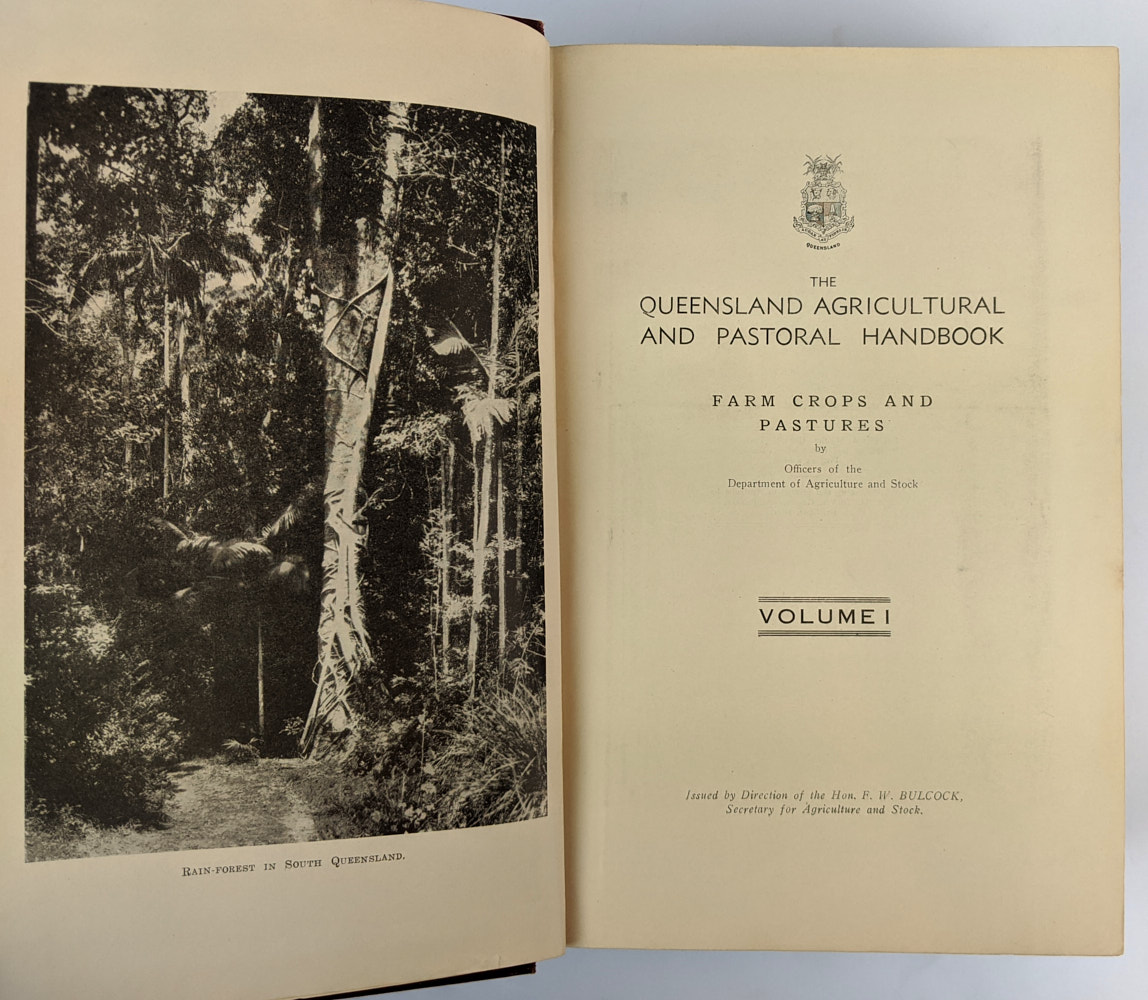 RAIN-FOREST IN SOUTH QUEENSLAND.
QUEENSLAND
THE
QUEENSLAND AGRICULTURAL
AND PASTORAL HANDBOOK
FARM CROPS AND
PASTURES
by
Officers of the
Department of Agriculture and Stock
VOLUME I
Issued by Direction of the Hon. F. W. BULCOCK,
Secretary for Agriculture and Stock.